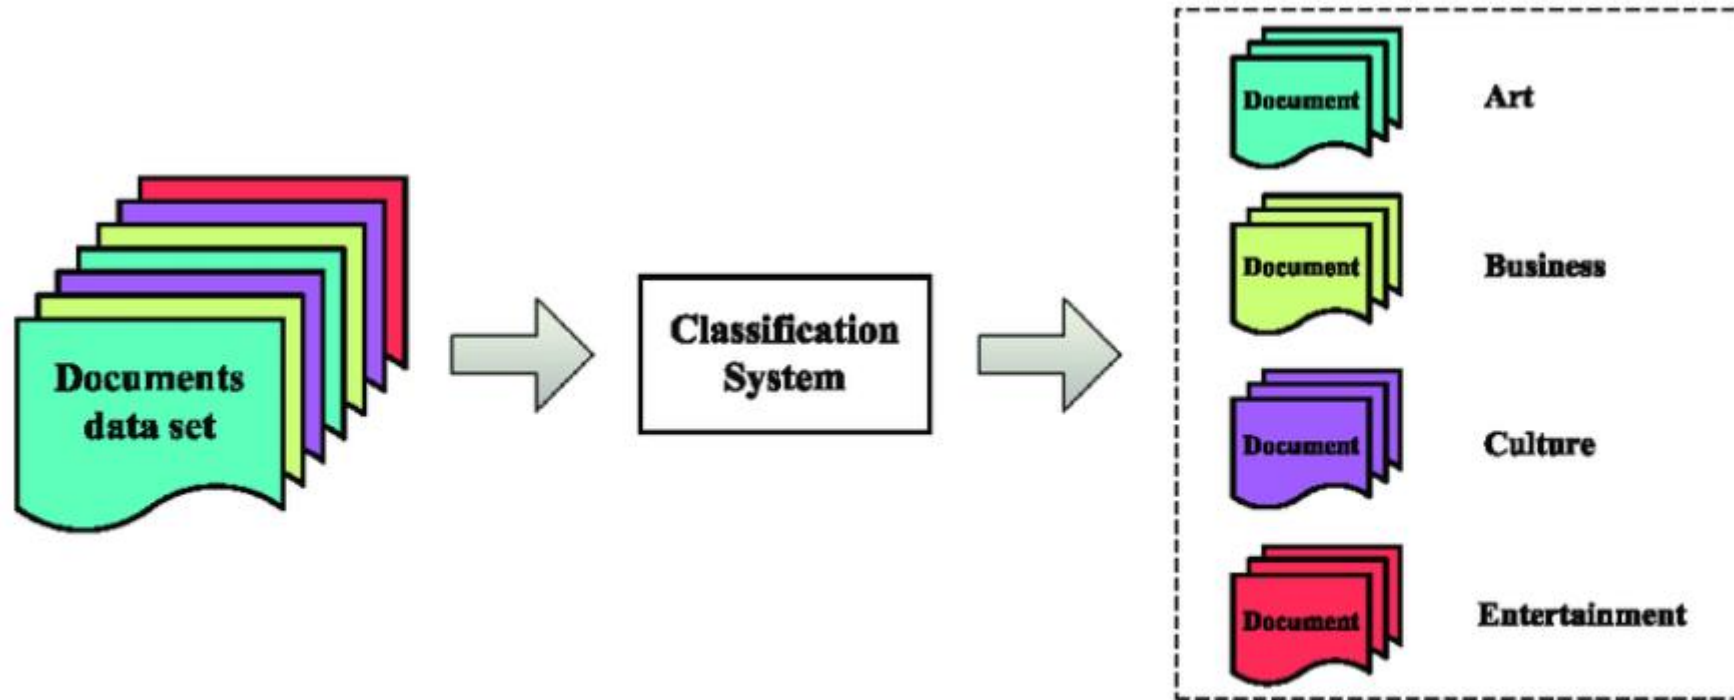 Documents
data set
Classification
System
Document
Art
Document
Business
Document
Culture
Document
Entertainment